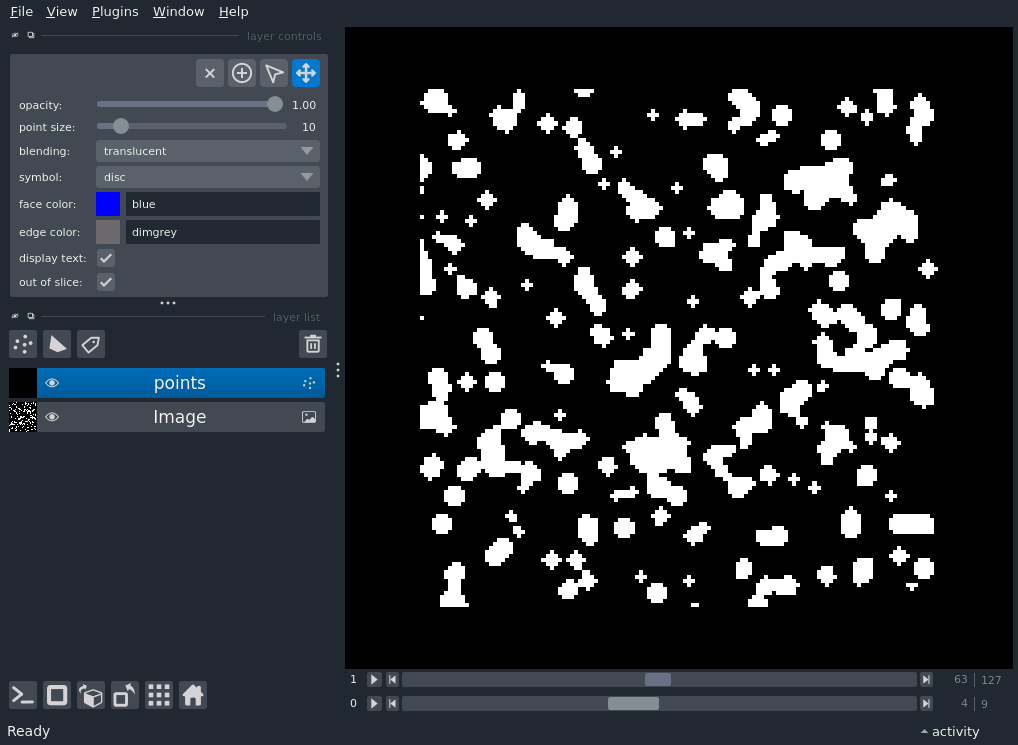 File View Plugins Window Help
layer controls
opacity: 1.00
point size: 10
blending: translucent
symbol: disc
face color: blue
edge color: dimgrey
display text:
out of slice:
layer list
points
Image
1 63 127
0 4 9
Ready activity